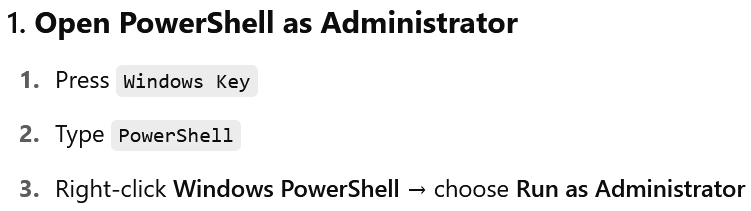 1. Open PowerShell as Administrator
1. Press Windows Key
2. Type PowerShell
3. Right-click Windows PowerShell → choose Run as Administrator